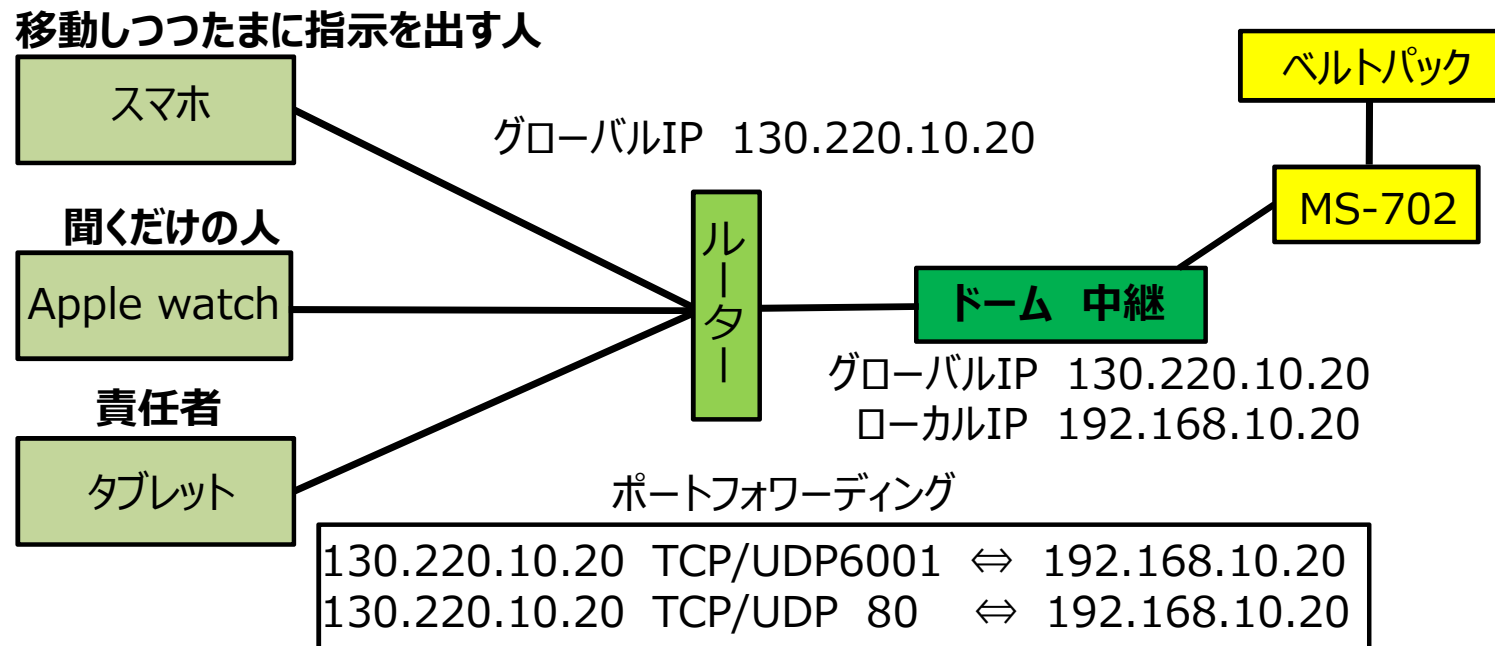 移動しつつたまに指示を出す人
スマホ
ベルトパック
グローバルIP 130.220.10.20
MS-702
聞くだけの人
Apple watch
ルーター
ドーム 中継
グローバルIP 130.220.10.20
ローカルIP 192.168.10.20
責任者
タブレット
ポートフォワーディング
130.220.10.20 TCP/UDP6001 ⇔ 192.168.10.20
130.220.10.20 TCP/UDP 80 ⇔ 192.168.10.20